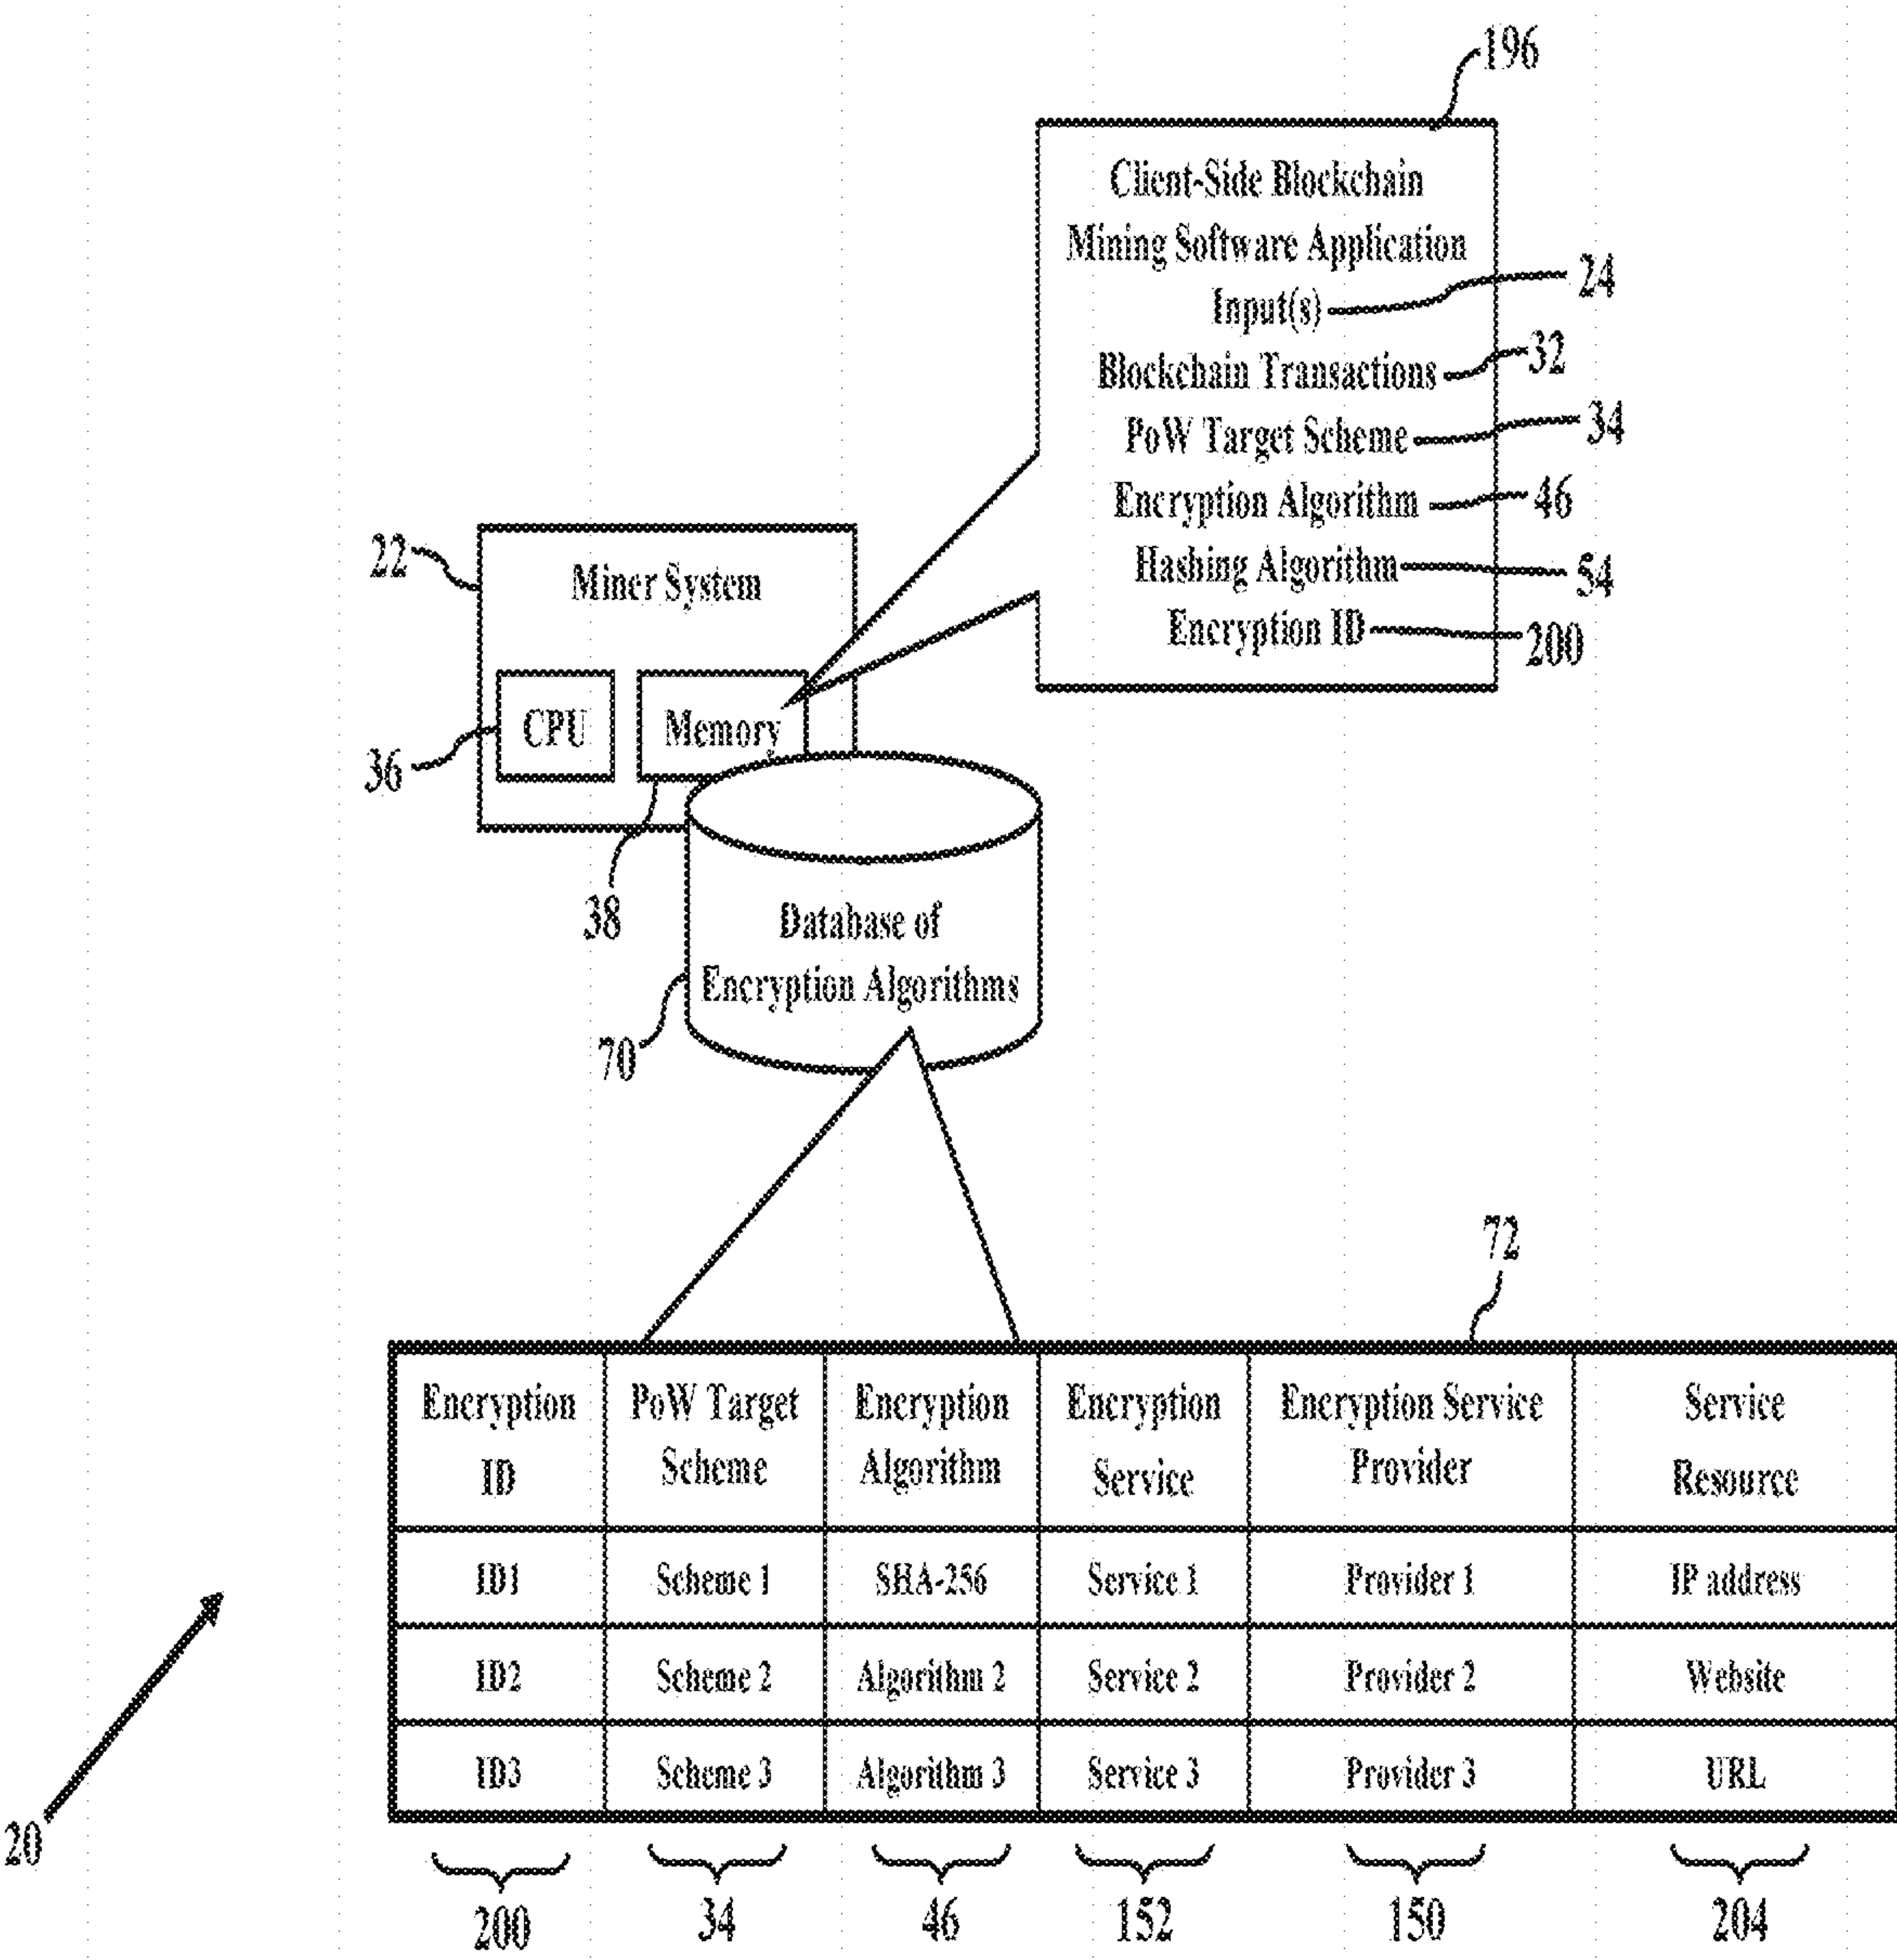 196
Client-Side Blockchain
Mining Software Application
Input(s)
24
Blockchain Transactions
32
PoW Target Scheme
34
Encryption Algorithm
46
Hashing Algorithm
54
Encryption ID
200
22
Miner System
CPU
Memory
36
38
Database of
Encryption Algorithms
70
72
Encryption ID
PoW Target Scheme
Encryption Algorithm
Encryption Service
Encryption Service Provider
Service Resource
ID1 Scheme 1 SHA-256 Service 1 Provider 1 IP address
ID2 Scheme 2 Algorithm 2 Service 2 Provider 2 Website
ID3 Scheme 3 Algorithm 3 Service 3 Provider 3 URL
20
200 34 46 152 150 204